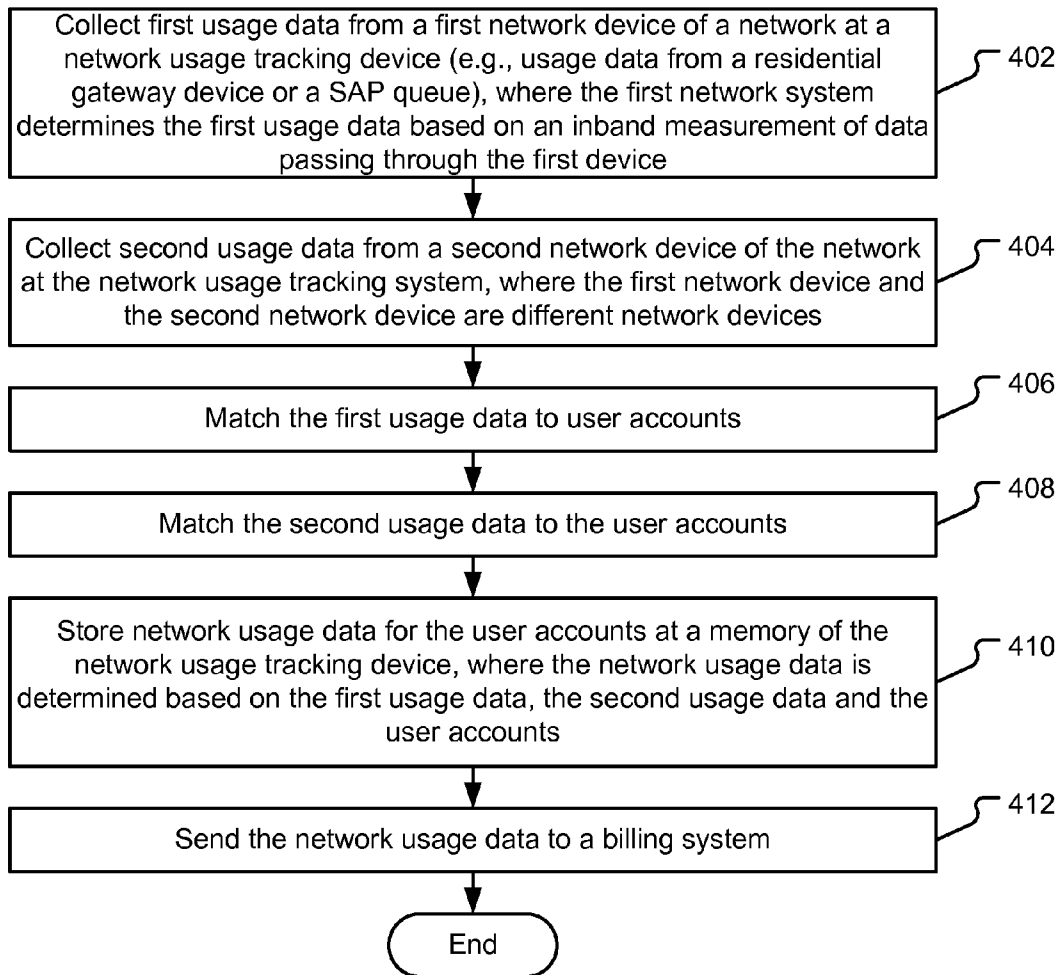 Collect first usage data from a first network device of a network at a
network usage tracking device (e.g., usage data from a residential
gateway device or a SAP queue), where the first network system
determines the first usage data based on an inband measurement of data
passing through the first device
402
Collect second usage data from a second network device of the network
at the network usage tracking system, where the first network device and
the second network device are different network devices
404
Match the first usage data to user accounts
406
Match the second usage data to the user accounts
408
Store network usage data for the user accounts at a memory of the
network usage tracking device, where the network usage data is
determined based on the first usage data, the second usage data and the
user accounts
410
Send the network usage data to a billing system
412
End